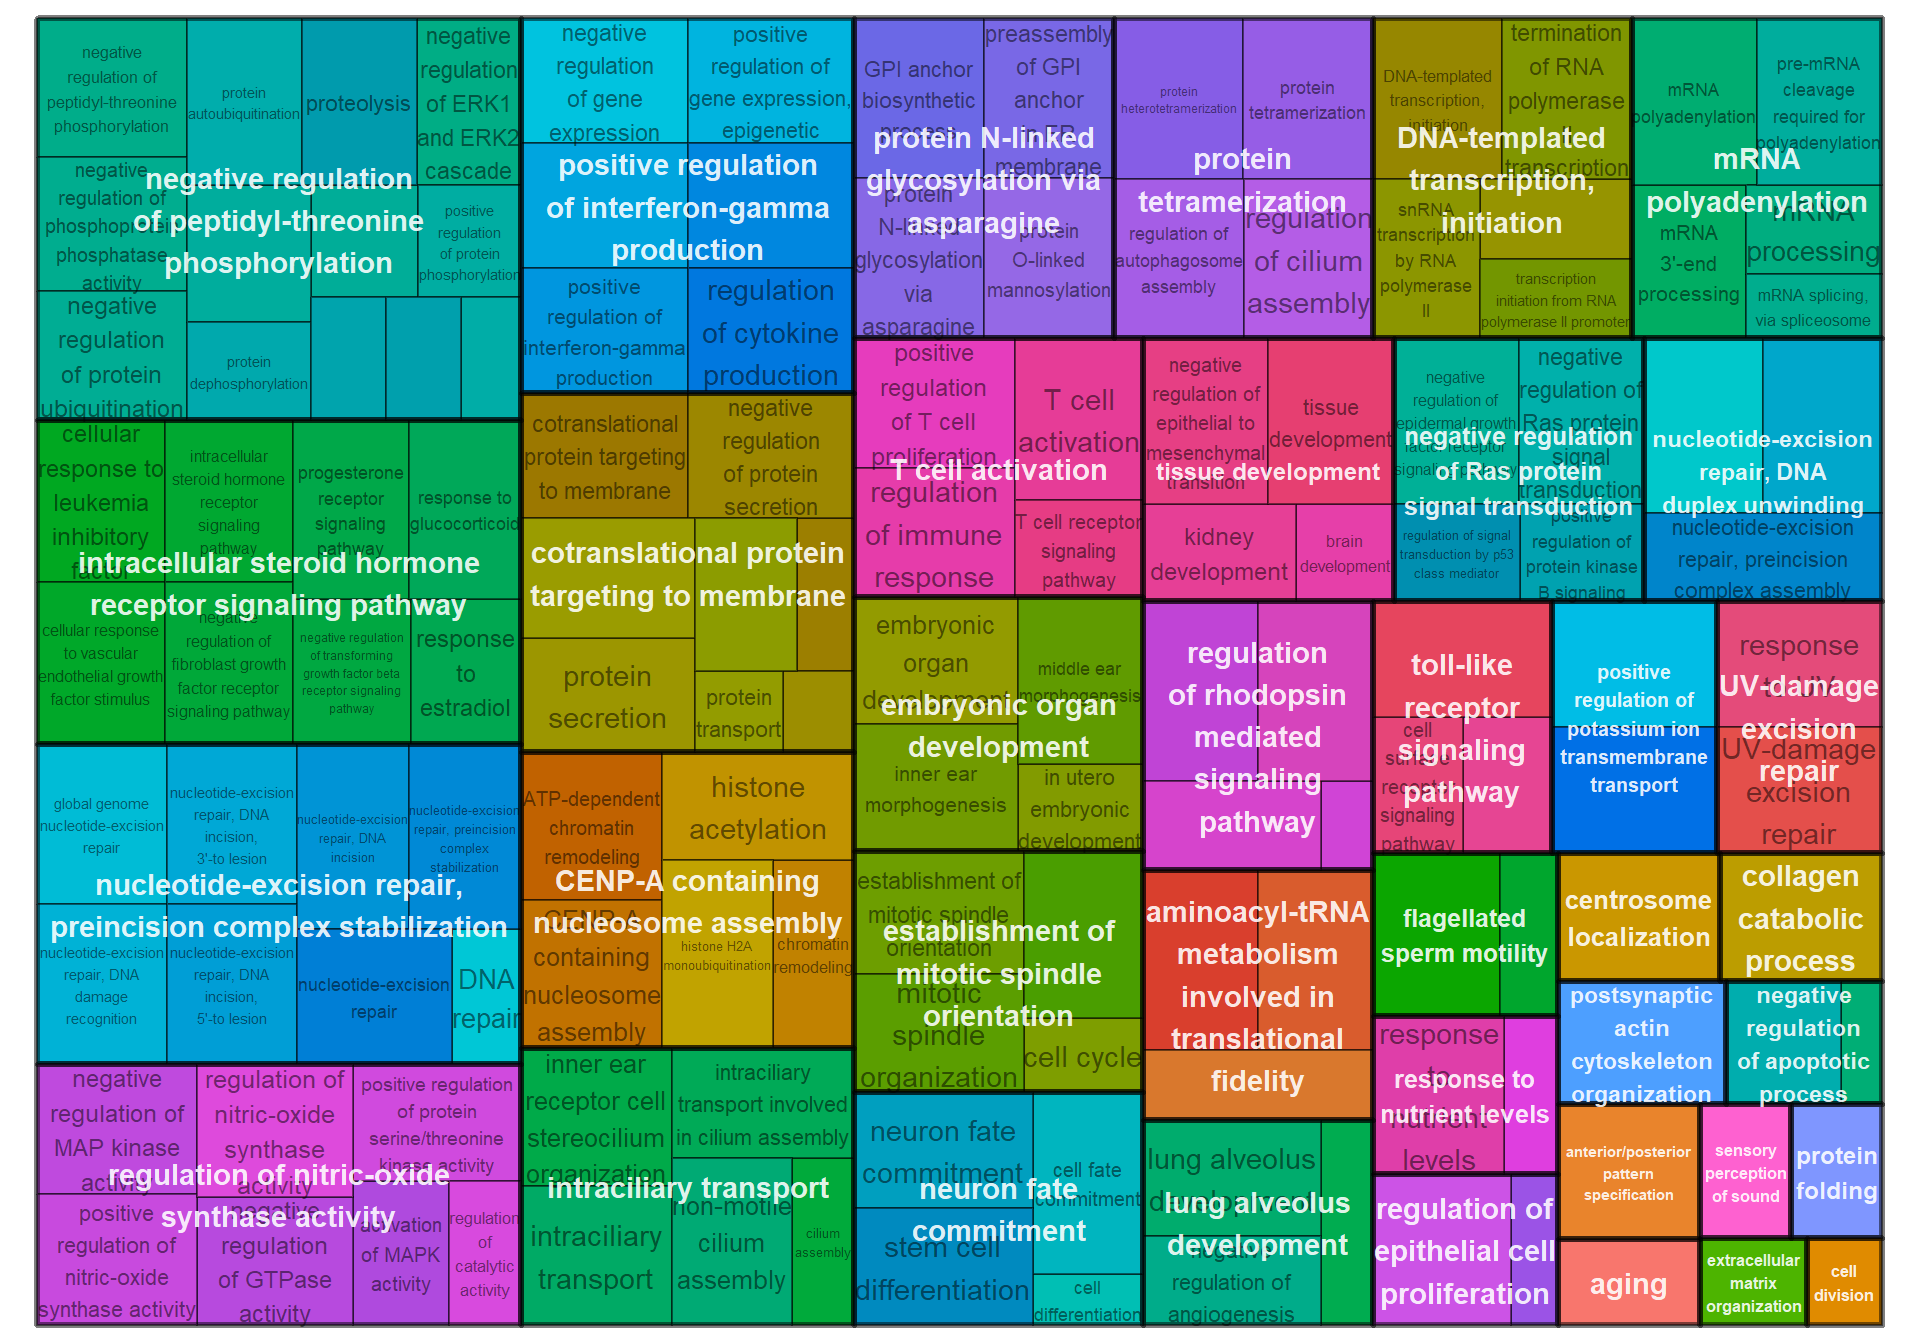 negative
regulation of
peptidyl-threonine
phosphorylation
protein
autoubiquitination
proteolysis
negative
regulation
of ERK1
and ERK2
cascade
negative
regulation of
phosphoprotein
phosphatase
activity
positive
regulation
of protein
phosphorylation
negative
regulation
of protein
ubiquitination
protein
dephosphorylation
negative regulation
of peptidyl-threonine
phosphorylation
negative
regulation
of gene
expression
positive
regulation of
gene expression,
epigenetic
positive
regulation of
interferon-gamma
production
regulation
of cytokine
production
positive regulation
of interferon-gamma
production
GPI anchor
biosynthetic
process
preassembly
of GPI
anchor
in ER
membrane
protein
N-linked
glycosylation
via
asparagine
protein
O-linked
mannosylation
protein N-linked
glycosylation via
asparagine
protein
heterotetramerization
protein
tetramerization
regulation of
autophagosome
assembly
regulation
of cilium
assembly
protein
tetramerization
DNA-templated
transcription,
initiation
termination
of RNA
polymerase
II
transcription
snRNA
transcription
by RNA
polymerase
II
transcription
initiation from RNA
polymerase II promoter
DNA-templated
transcription,
initiation
mRNA
polyadenylation
pre-mRNA
cleavage
required for
polyadenylation
mRNA
3'-end
processing
mRNA
processing
mRNA splicing,
via spliceosome
mRNA
polyadenylation
cellular
response to
leukemia
inhibitory
factor
intracellular
steroid hormone
receptor
signaling
pathway
progesterone
receptor
signaling
pathway
response to
glucocorticoid
cellular response
to vascular
endothelial growth
factor stimulus
negative
regulation of
fibroblast growth
factor receptor
signaling pathway
negative regulation
of transforming
growth factor beta
receptor signaling
pathway
response
to
estradiol
intracellular steroid hormone
receptor signaling pathway
cotranslational
protein targeting
to membrane
negative
regulation
of protein
secretion
protein
secretion
protein
transport
cotranslational protein
targeting to membrane
positive
regulation
of T cell
proliferation
T cell
activation
regulation
of immune
response
T cell receptor
signaling
pathway
T cell activation
negative
regulation of
epithelial to
mesenchymal
transition
tissue
development
kidney
development
brain
development
tissue development
negative
regulation of
epidermal growth
factor receptor
signaling pathway
negative
regulation of
Ras protein
signal
transduction
regulation of signal
transduction by p53
class mediator
positive
regulation of
protein kinase
B signaling
negative regulation
of Ras protein
signal transduction
nucleotide-excision
repair, DNA
duplex unwinding
nucleotide-excision
repair, preincision
complex assembly
global genome
nucleotide-excision
repair
nucleotide-excision
repair, DNA
incision,
3'-to lesion
nucleotide-excision
repair, DNA
incision
nucleotide-excision
repair, preincision
complex
stabilization
nucleotide-excision
repair, DNA
damage
recognition
nucleotide-excision
repair, DNA
incision,
5'-to lesion
nucleotide-excision
repair
DNA
repair
nucleotide-excision repair,
preincision complex stabilization
ATP-dependent
chromatin
remodeling
histone
acetylation
CENP-A
containing
nucleosome
assembly
histone H2A
monoubiquitination
chromatin
remodeling
CENP-A containing
nucleosome assembly
embryonic
organ
development
middle ear
morphogenesis
inner ear
morphogenesis
in utero
embryonic
development
embryonic organ
development
regulation
of rhodopsin
mediated
signaling
pathway
toll-like
receptor
signaling
pathway
cell
surface
receptor
signaling
pathway
positive
regulation of
potassium ion
transmembrane
transport
response
to UV
UV-damage
excision
repair
UV-damage
excision
repair
establishment of
mitotic spindle
orientation
mitotic
spindle
organization
cell cycle
establishment of
mitotic spindle
orientation
aminoacyl-tRNA
metabolism
involved in
translational
fidelity
flagellated
sperm motility
centrosome
localization
collagen
catabolic
process
response
to
nutrient
levels
response to
nutrient levels
postsynaptic
actin
cytoskeleton
organization
negative
regulation
of apoptotic
process
negative
regulation of
MAP kinase
activity
regulation of
nitric-oxide
synthase
activity
positive regulation
of protein
serine/threonine
kinase activity
positive
regulation of
nitric-oxide
synthase activity
negative
regulation
of GTPase
activity
activation
of MAPK
activity
regulation
of
catalytic
activity
regulation of nitric-oxide
synthase activity
inner ear
receptor cell
stereocilium
organization
intraciliary
transport involved
in cilium assembly
intraciliary
transport
non-motile
cilium
assembly
cilium
assembly
intraciliary transport
neuron fate
commitment
cell fate
commitment
stem cell
differentiation
cell
differentiation
neuron fate
commitment
lung alveolus
development
negative
regulation of
angiogenesis
lung alveolus
development
regulation of
epithelial cell
proliferation
anterior/posterior
pattern
specification
sensory
perception
of sound
protein
folding
aging
extracellular
matrix
organization
cell
division